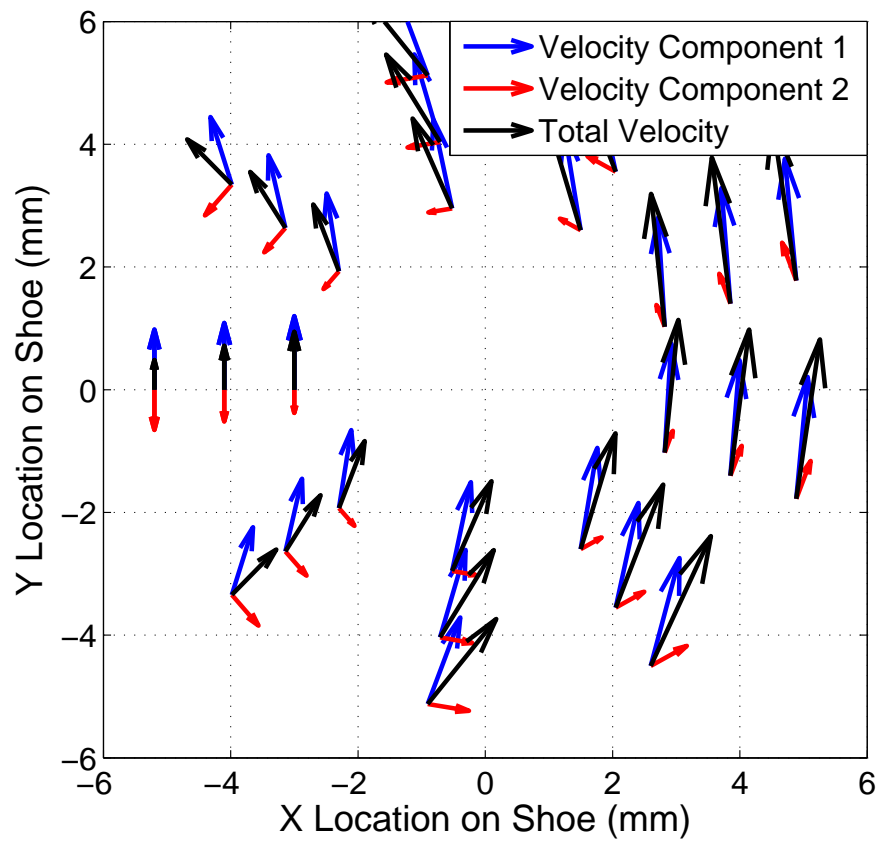 Velocity Component 1
Velocity Component 2
Total Velocity
6
4
2
0
−2
−4
−6
Y Location on Shoe (mm)
−6 −4 −2 0 2 4 6
X Location on Shoe (mm)